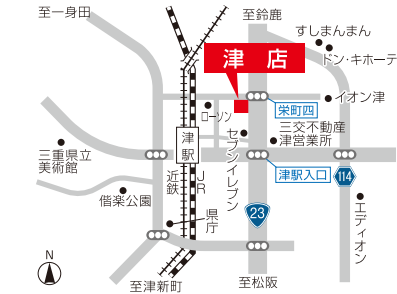 至一身田
至鈴鹿
すしまんまん
ドン・キホーテ
津 店
イオン津
ローソン
栄町四
三交不動産
津営業所
津駅
セブンイレブン
三重県立
美術館
近鉄
JR
津駅入口
114
偕楽公園
県庁
23
エディオン
N
至津新町
至松阪